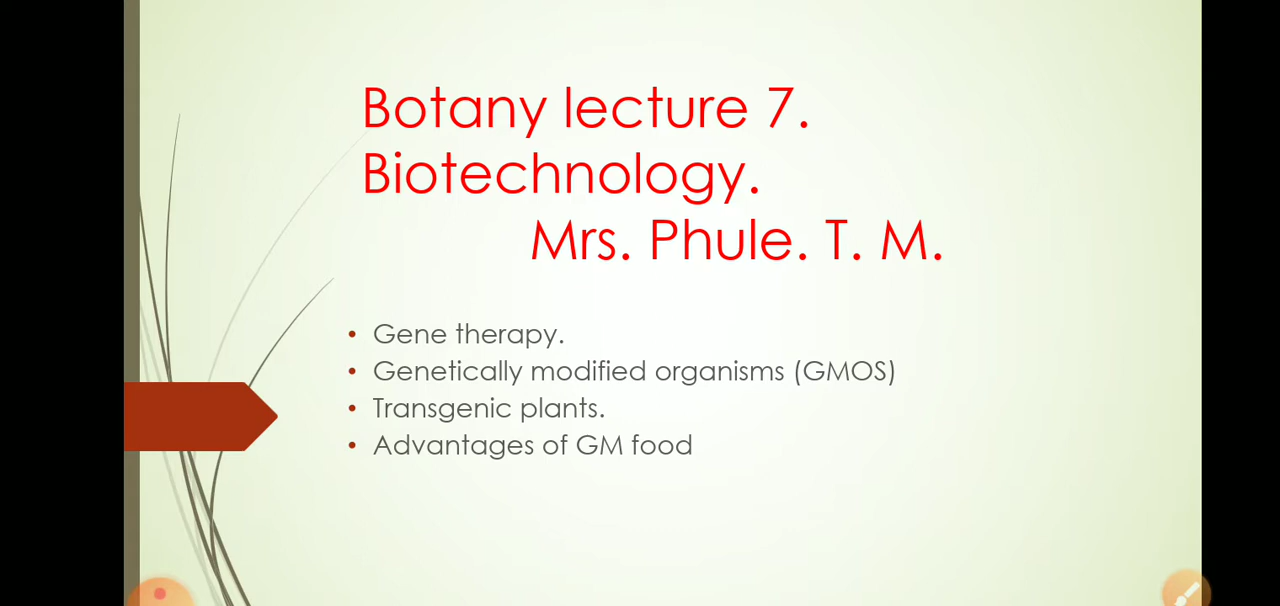 Botany lecture 7.
Biotechnology.
Mrs. Phule. T. M.
• Gene therapy.
• Genetically modified organisms (GMOS)
• Transgenic plants.
• Advantages of GM food